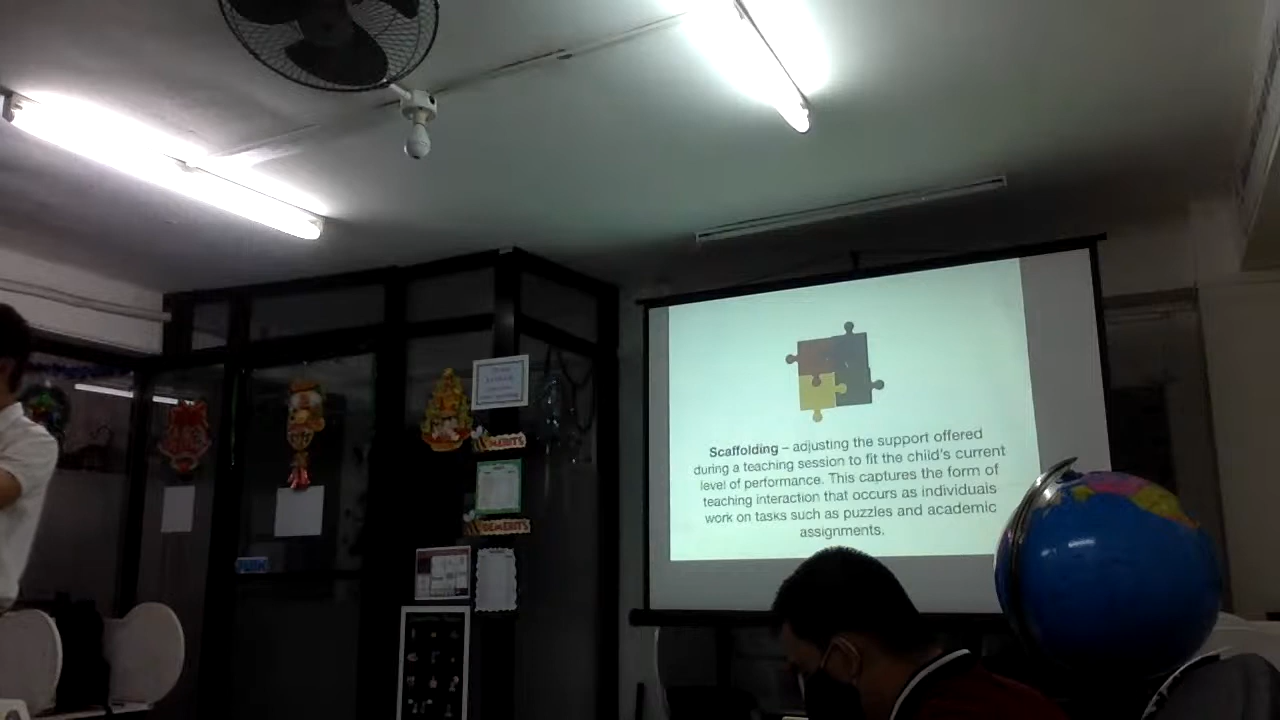 MERITS
DEMERITS
Scaffolding – adjusting the support offered
during a teaching session to fit the child's current
level of performance. This captures the form of
teaching interaction that occurs as individuals
work on tasks such as puzzles and academic
assignments.